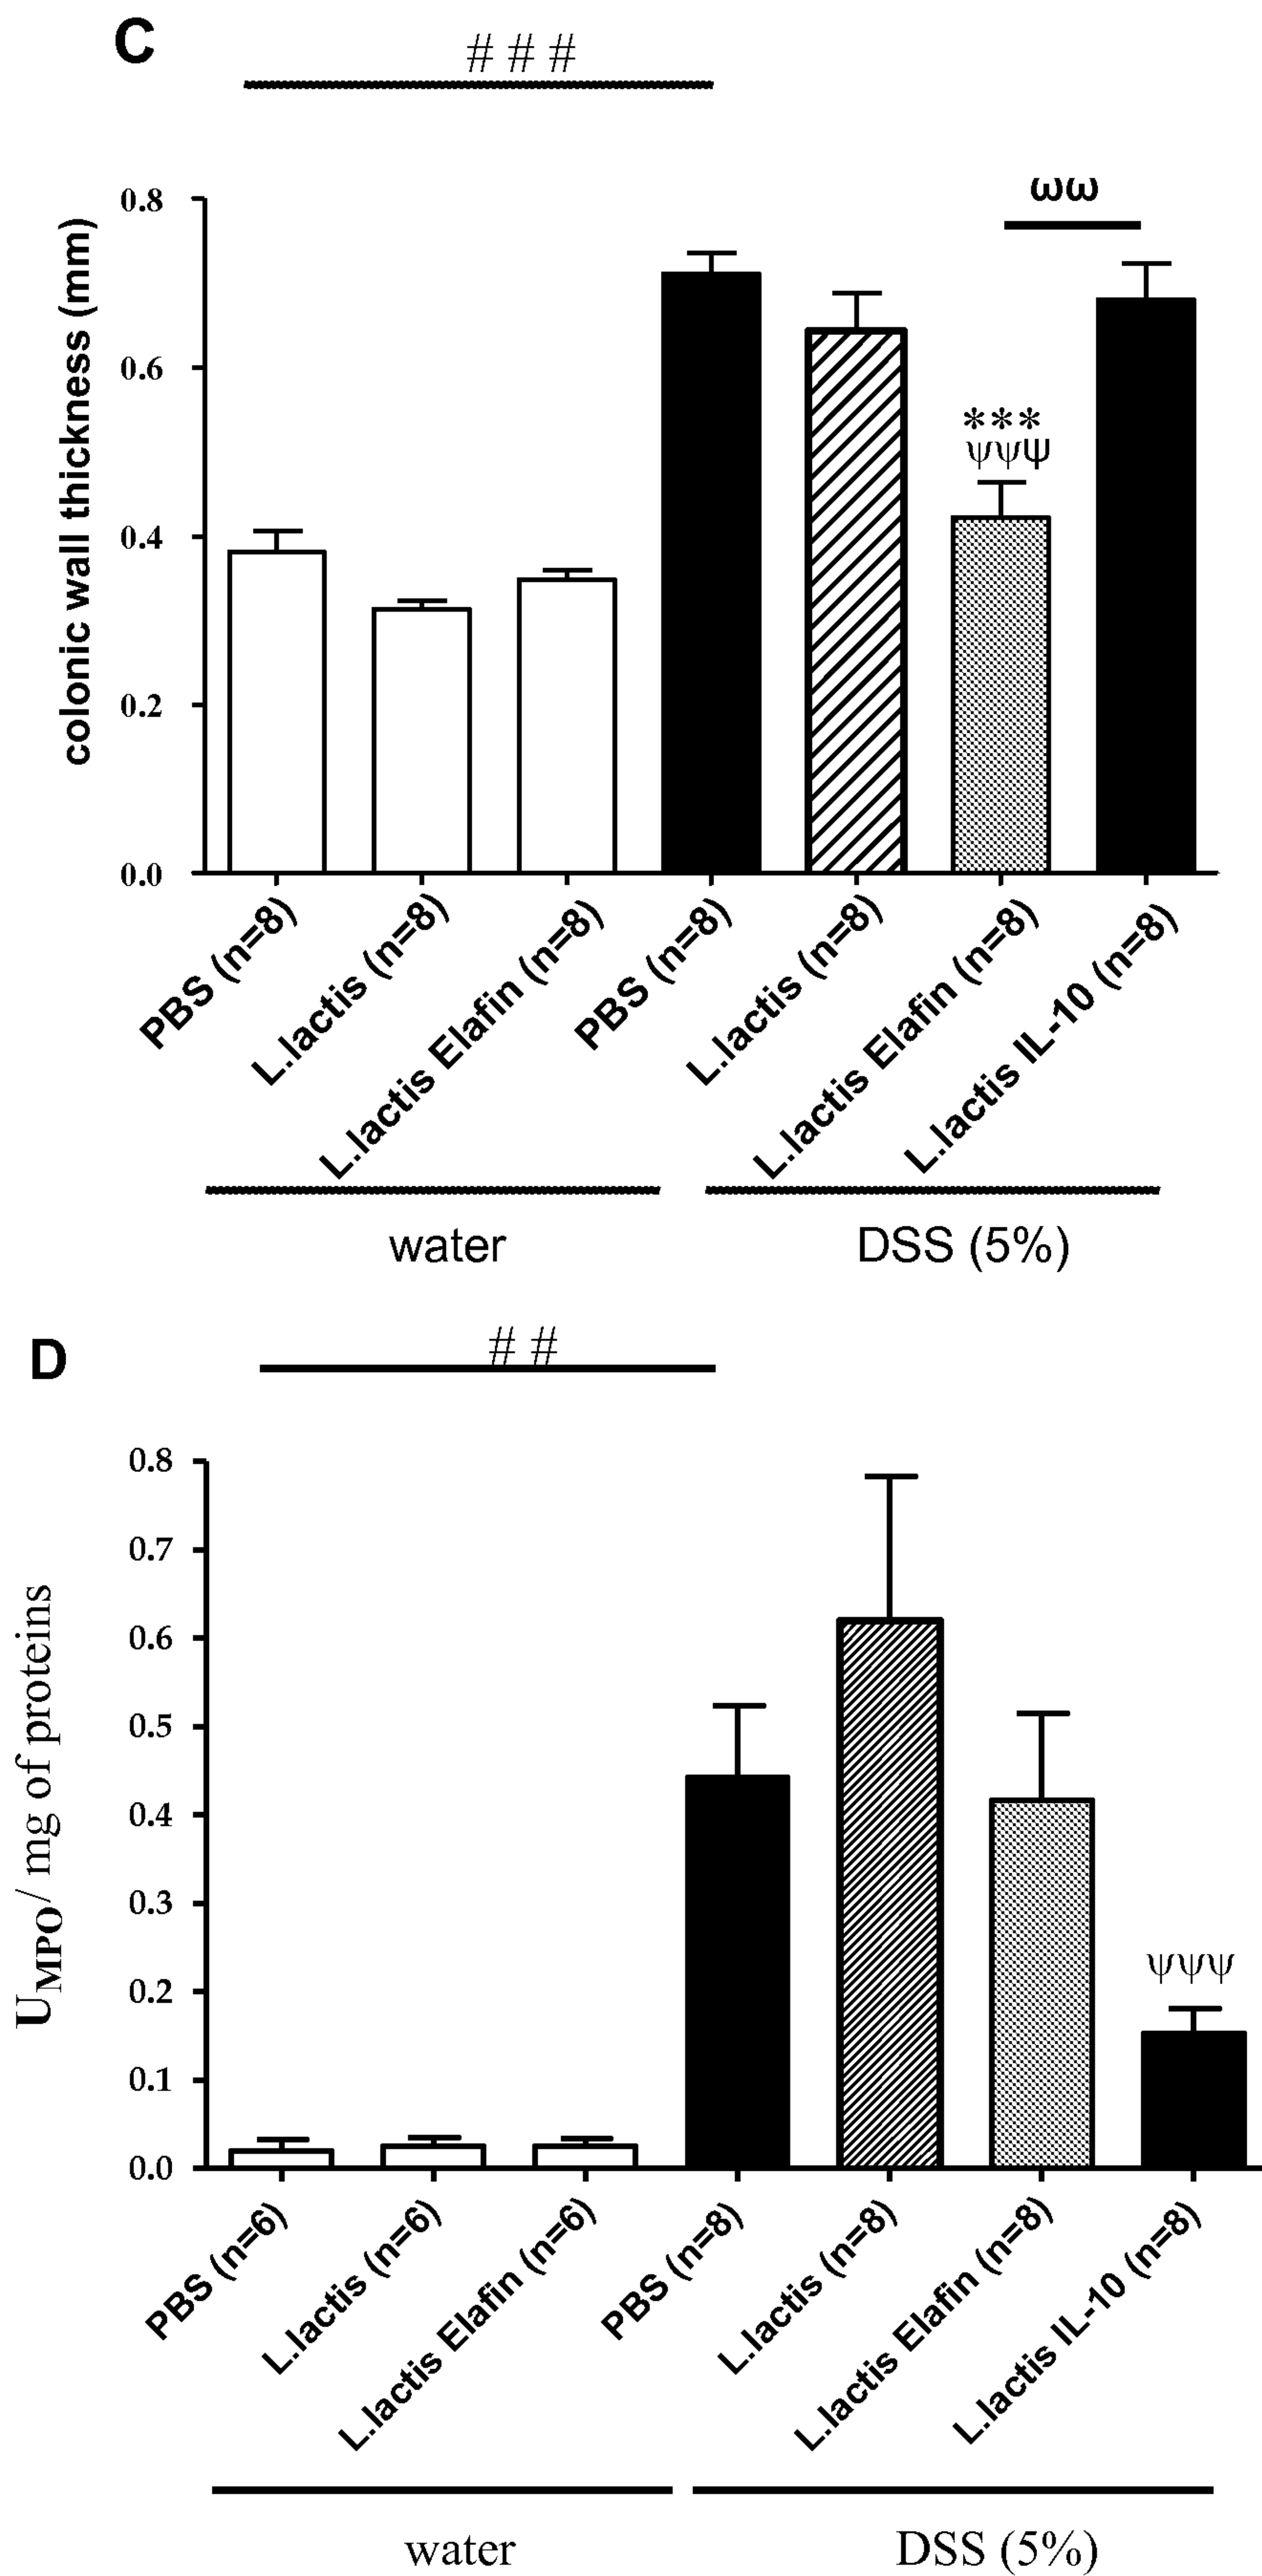 C
# # #
ωω
0.8
0.6
0.4
0.2
0.0
colonic wall thickness (mm)
***
ψψψ
PBS (n=8)
L.lactis (n=8)
L.lactis Elafin (n=8)
PBS (n=8)
L.lactis (n=8)
L.lactis Elafin (n=8)
L.lactis IL-10 (n=8)
water
DSS (5%)
D
# #
0.8
0.7
0.6
0.5
0.4
0.3
0.2
0.1
0.0
UMPO/ mg of proteins
ψψψ
PBS (n=6)
L.lactis (n=6)
L.lactis Elafin (n=6)
PBS (n=8)
L.lactis (n=8)
L.lactis Elafin (n=8)
L.lactis IL-10 (n=8)
water
DSS (5%)